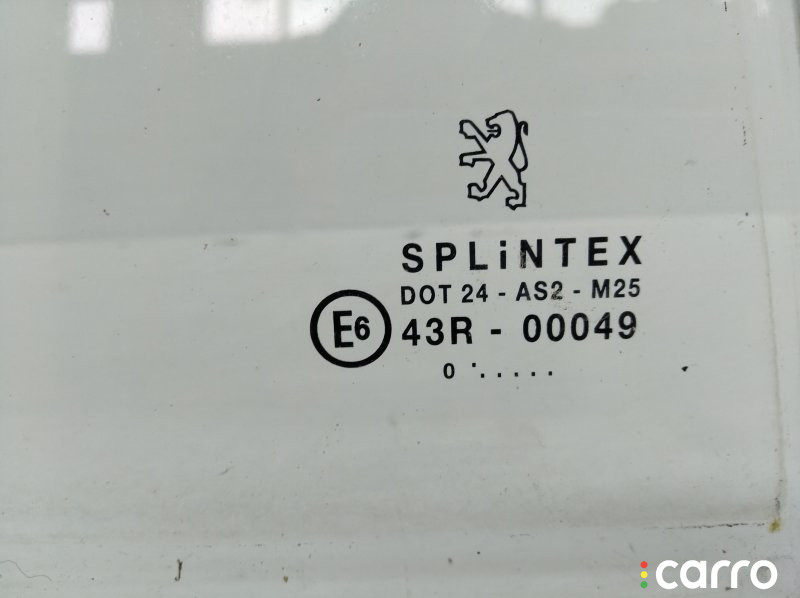 SPLiNTEX
DOT 24 - AS2 - M25
E6
43R - 00049
0 ......
carro